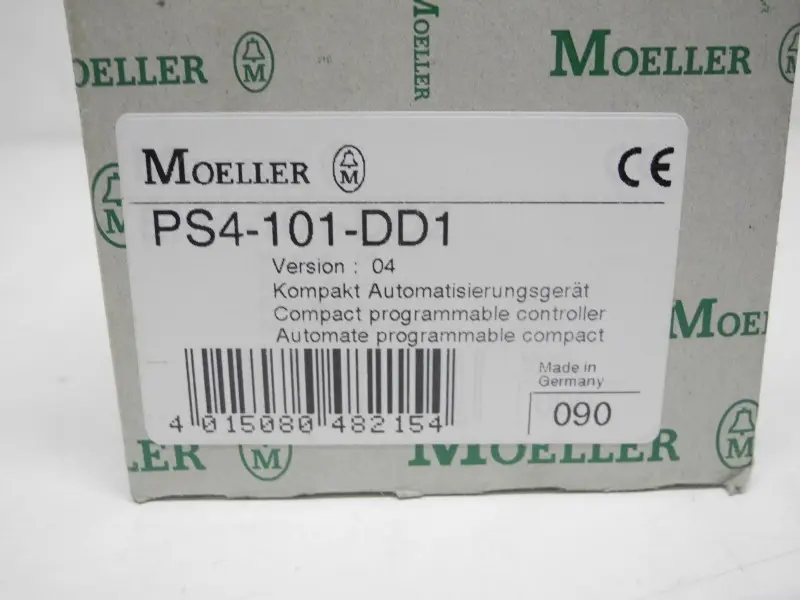 MOELLER
MOELLER
MOELLER
MOELLER M
CE
PS4-101-DD1
Version : 04
Kompakt Automatisierungsgerät
Compact programmable controller
Automate programmable compact
Made in
Germany
090
4 015080 482154
MOELLER